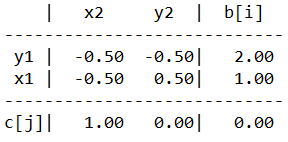 | x2 y2 | b[i]
-----------------------------
y1 | -0.50 -0.50| 2.00
x1 | -0.50 0.50| 1.00
-----------------------------
c[j]| 1.00 0.00| 0.00